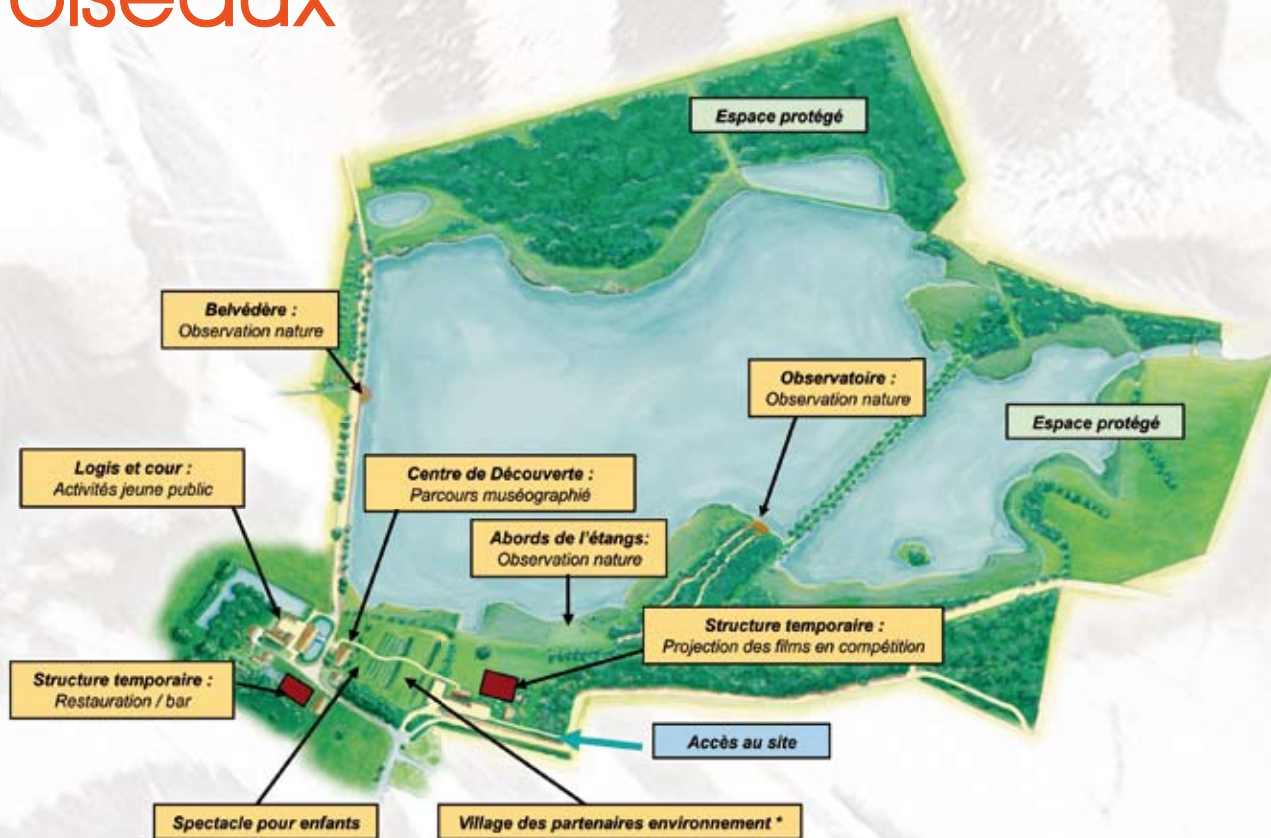 oiseaux
Espace protégé
Belvédère :
Observation nature
Observatoire :
Observation nature
Espace protégé
Logis et cour :
Activités jeune public
Centre de Découverte :
Parcours muséographié
Abords de l'étangs:
Observation nature
Structure temporaire :
Projection des films en compétition
Structure temporaire :
Restauration / bar
Accès au site
Spectacle pour enfants
Village des partenaires environnement *